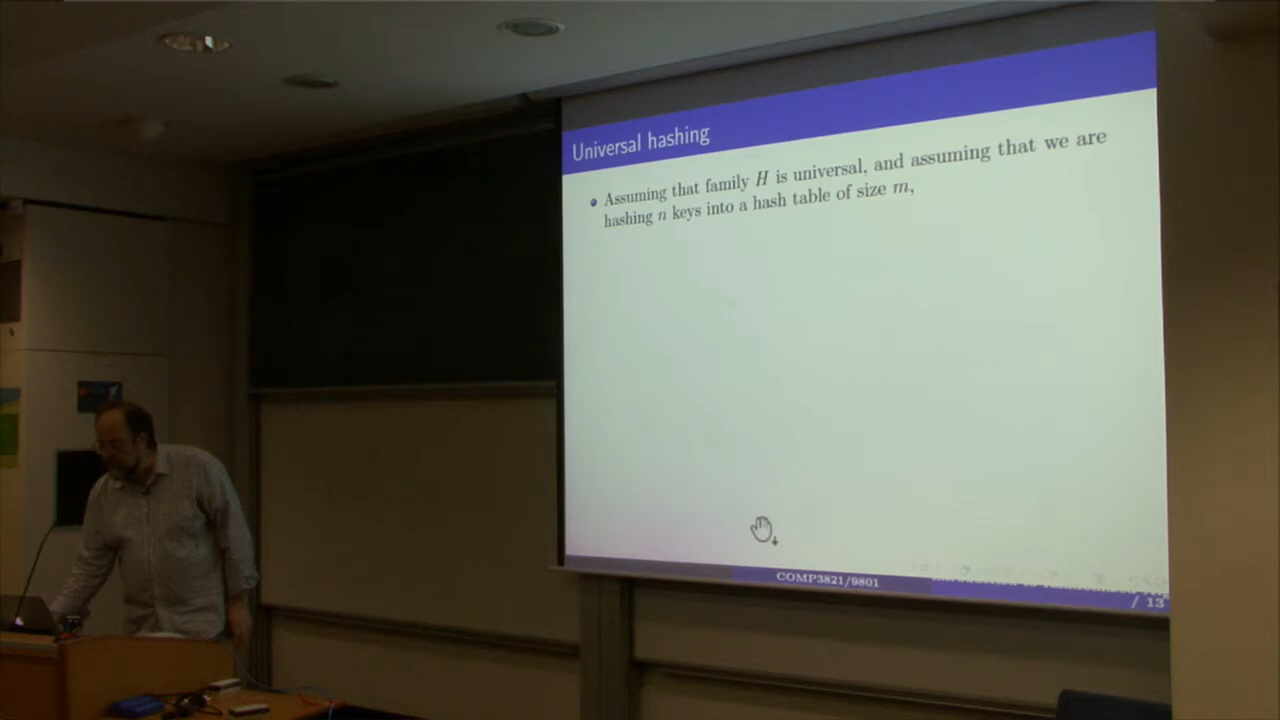 Universal hashing
Assuming that family H is universal, and assuming that we are
hashing n keys into a hash table of size m,
COMP3821/9801
/ 13